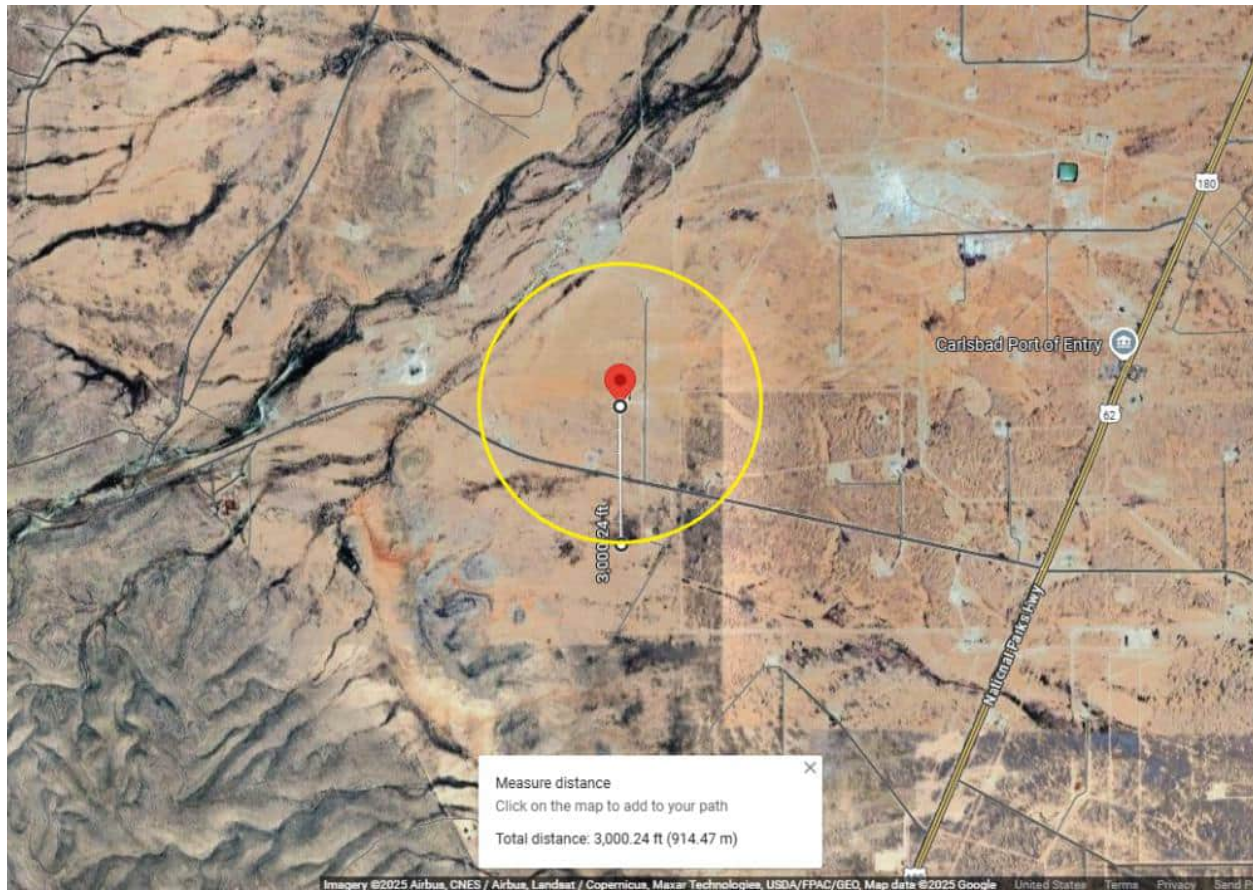 180
Carlsbad Port of Entry
62
3,000.24 ft
National Parks Hwy
Measure distance
Click on the map to add to your path
Total distance: 3,000.24 ft (914.47 m)
Imagery ©2025 Airbus, CNES / Airbus, Landsat / Copernicus, Maxar Technologies, USDA/FPAC/GEO, Map data ©2025 Google United States Terms Privacy